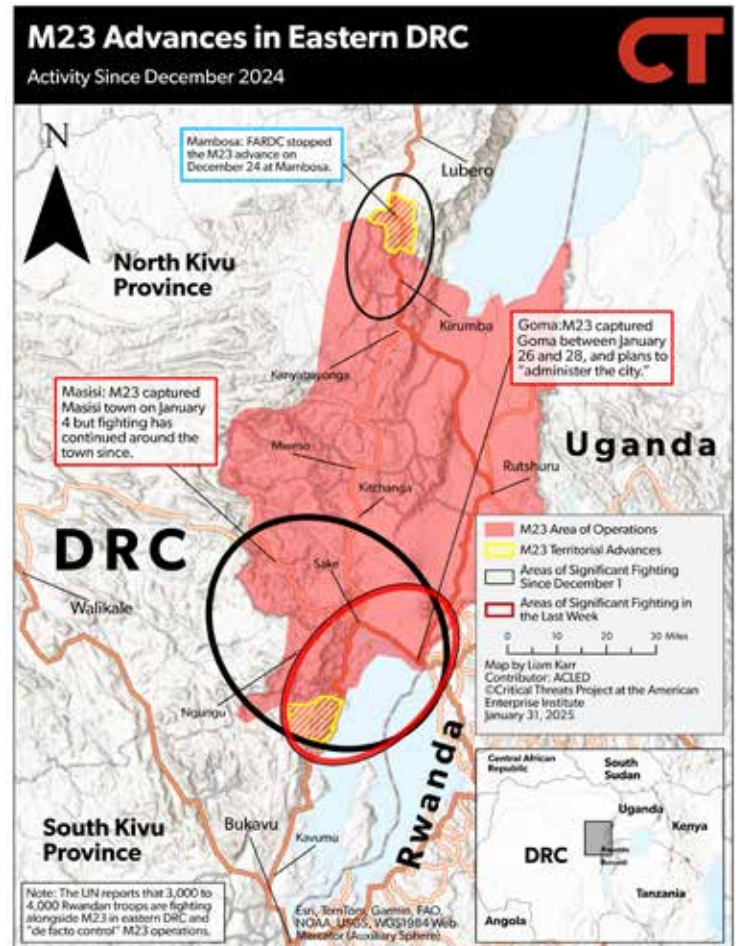 M23 Advances in Eastern DRC
Activity Since December 2024
CT
N
Mambosa: FARDC stopped
the M23 advance on
December 24 at Mambosa.
Lubero
North Kivu
Province
Kirumba
Goma:M23 captured
Goma between January
26 and 28, and plans to
"administer the city."
Kanyabayonga
Masisi: M23 captured
Masisi town on January
4 but fighting has
continued around the
town since.
Uganda
Mweso
Rutshuru
Kitchanga
DRC
Sake
Walikale
M23 Area of Operations
M23 Territorial Advances
Areas of Significant Fighting
Since December 1
Areas of Significant Fighting in
the Last Week
0 10 20 30 Miles
Map by Liam Karr
Contributor: ACLED
©Critical Threats Project at the American
Enterprise Institute
January 31, 2025
Ngungu
Rwanda
South Kivu
Province
Bukavu
Kavumu
Note: The UN reports that 3,000 to
4,000 Rwandan troops are fighting
alongside M23 in eastern DRC and
"de facto control" M23 operations.
Esri, TomTom, Garmin, FAO,
NOAA, USGS, WGS1984 Web
Mercator (Auxiliary Sphere)
Central African
Republic
South
Sudan
Uganda
Kenya
DRC
Rwanda
Burundi
Tanzania
Angola